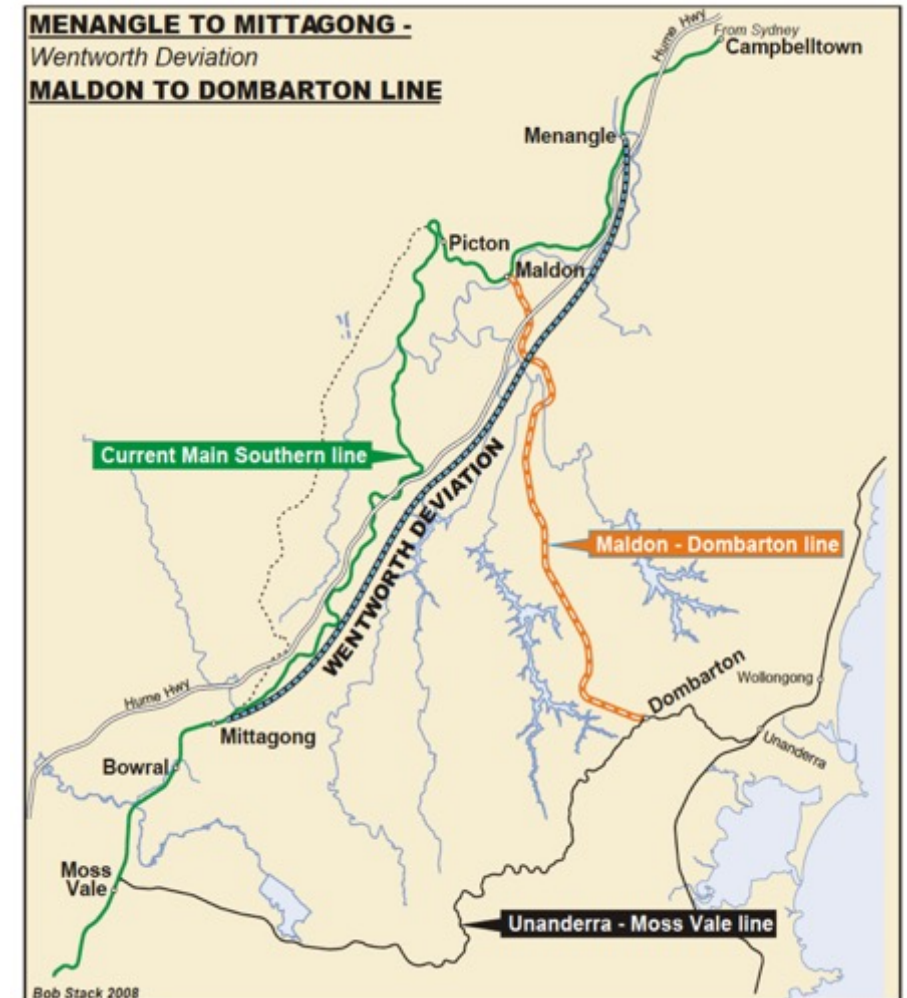 MENANGLE TO MITTAGONG -
Wentworth Deviation
MALDON TO DOMBARTON LINE
Hume Hwy
From Sydney
Campbelltown
Menangle
Picton
Maldon
Current Main Southern line
WENTWORTH DEVIATION
Maldon - Dombarton line
Dombarton
Wollongong
Unanderra
Hume Hwy
Mittagong
Bowral
Moss
Vale
Unanderra - Moss Vale line
Bob Stack 2008